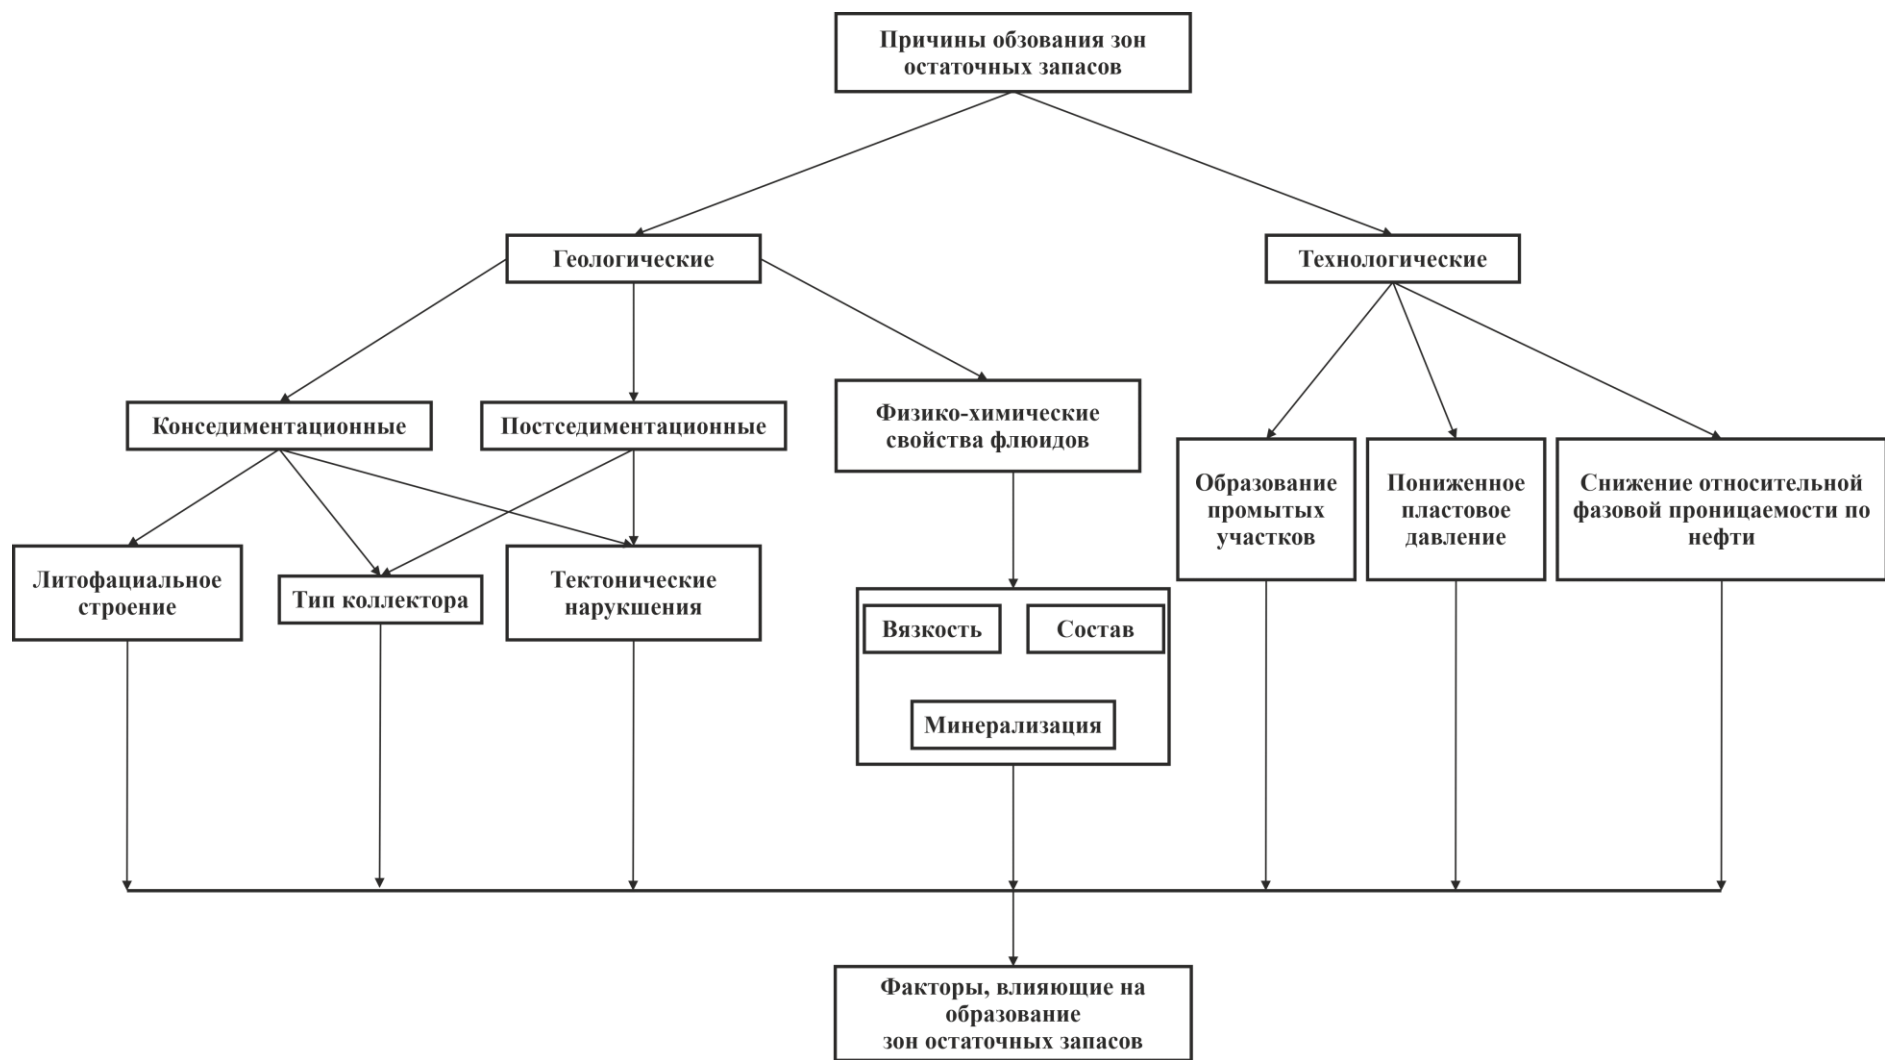 Причины обзования зон
остаточных запасов
Геологические
Технологические
Конседиментационные
Постседиментационные
Физико-химические
свойства флюидов
Образование
промытых
участков
Пониженное
пластовое
давление
Снижение относительной
фазовой проницаемости по
нефти
Литофациальное
строение
Тип коллектора
Тектонические
нарукшения
Вязкость
Состав
Минерализация
Факторы, влияющие на
образование
зон остаточных запасов